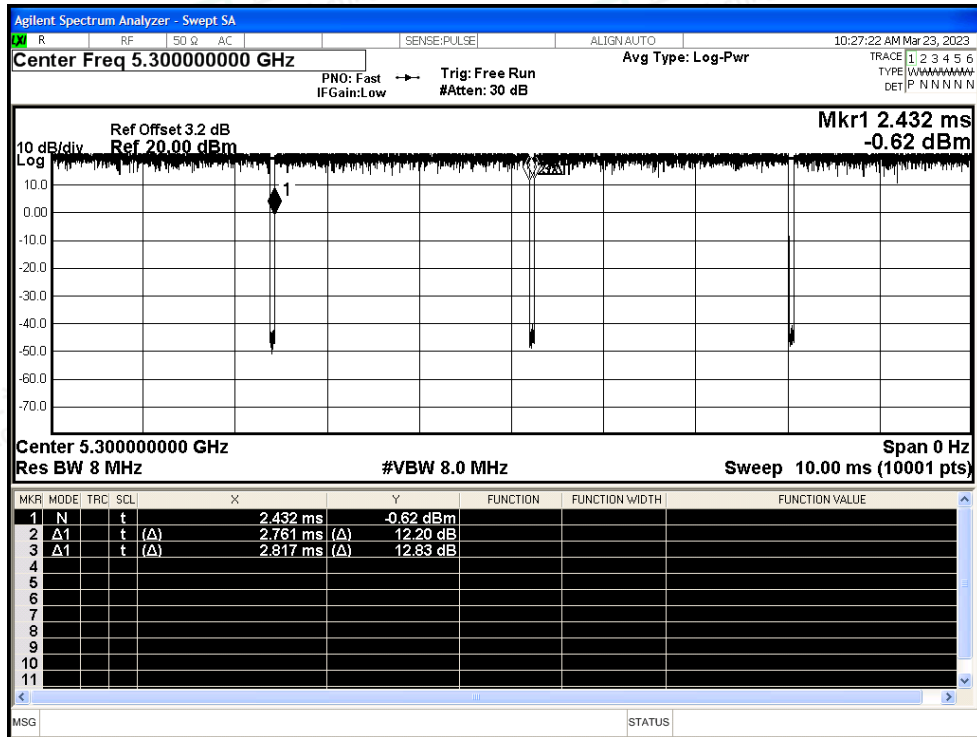 Agilent Spectrum Analyzer - Swept SA
LXI R RF 50 Ω AC SENSE:PULSE ALIGN AUTO 10:27:22 AM Mar 23, 2023
Center Freq 5.300000000 GHz
PNO: Fast
IFGain:Low
Trig: Free Run
#Atten: 30 dB
Avg Type: Log-Pwr
TRACE 1 2 3 4 5 6
TYPE WWWWWW
DET P N N N N N
Mkr1 2.432 ms
-0.62 dBm
Ref Offset 3.2 dB
10 dB/div Ref 20.00 dBm
Log
10.0
0.00
-10.0
-20.0
-30.0
-40.0
-50.0
-60.0
-70.0
1
Center 5.300000000 GHz Span 0 Hz
Res BW 8 MHz #VBW 8.0 MHz Sweep 10.00 ms (10001 pts)
MKR MODE TRC SCL X Y FUNCTION FUNCTION WIDTH FUNCTION VALUE
1 N t 2.432 ms -0.62 dBm
2 Δ1 t (Δ) 2.761 ms (Δ) 12.20 dB
3 Δ1 t (Δ) 2.817 ms (Δ) 12.83 dB
4
5
6
7
8
9
10
11
MSG STATUS